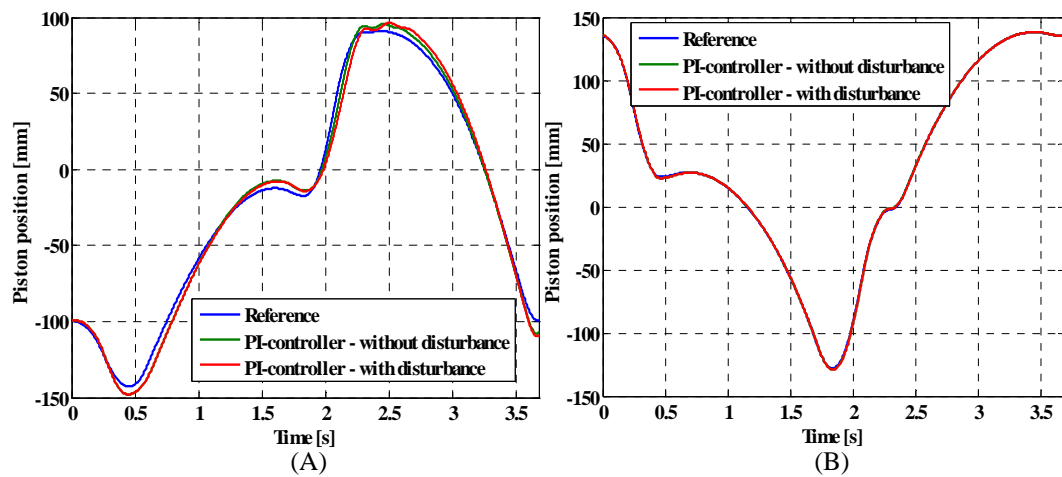 100
50
0
-50
-100
-150
Piston position [mm]
0
0.5
1
1.5
2
2.5
3
3.5
Time [s]
Reference
PI-controller - without disturbance
PI-controller - with disturbance
(A)
150
100
50
0
-50
-100
-150
Piston position [mm]
0
0.5
1
1.5
2
2.5
3
3.5
Time [s]
Reference
PI-controller - without disturbance
PI-controller - with disturbance
(B)